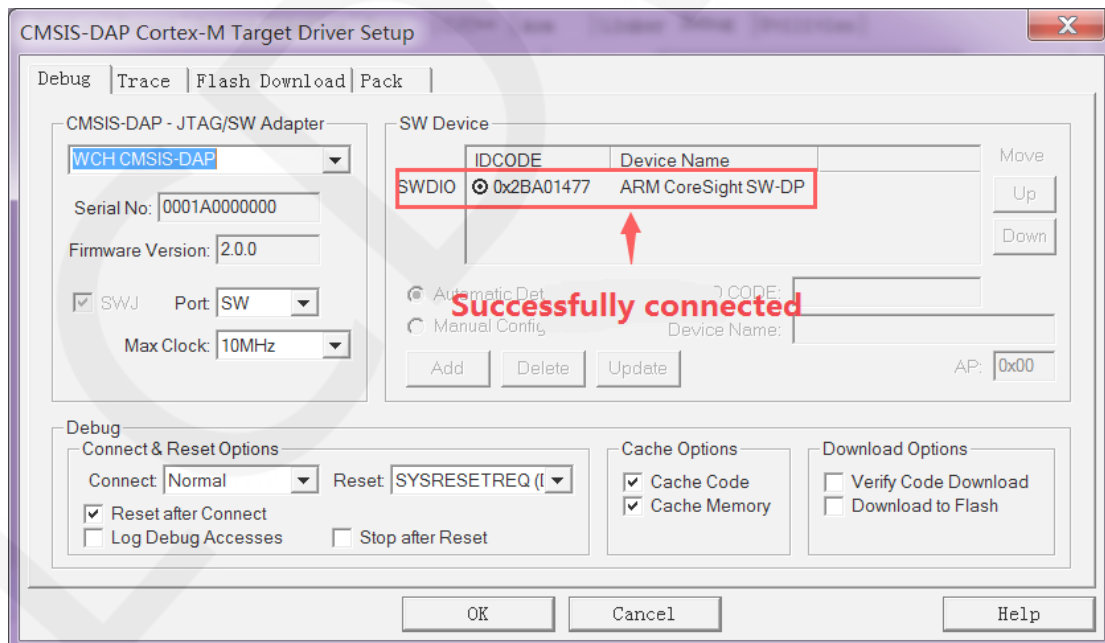 CMSIS-DAP Cortex-M Target Driver Setup
Debug Trace Flash Download Pack
CMSIS-DAP - JTAG/SW Adapter
WCH CMSIS-DAP
Serial No: 0001A0000000
Firmware Version: 2.0.0
SWJ Port: SW
Max Clock: 10MHz
SW Device
IDCODE Device Name
SWDIO 0x2BA01477 ARM CoreSight SW-DP
Move
Up
Down
Successfully connected
Automatic Det CODE:
Manual Config Device Name:
Add Delete Update AP: 0x00
Debug
Connect & Reset Options
Connect: Normal Reset: SYSRESETREQ (
Reset after Connect
Log Debug Accesses Stop after Reset
Cache Options
Cache Code
Cache Memory
Download Options
Verify Code Download
Download to Flash
OK Cancel Help